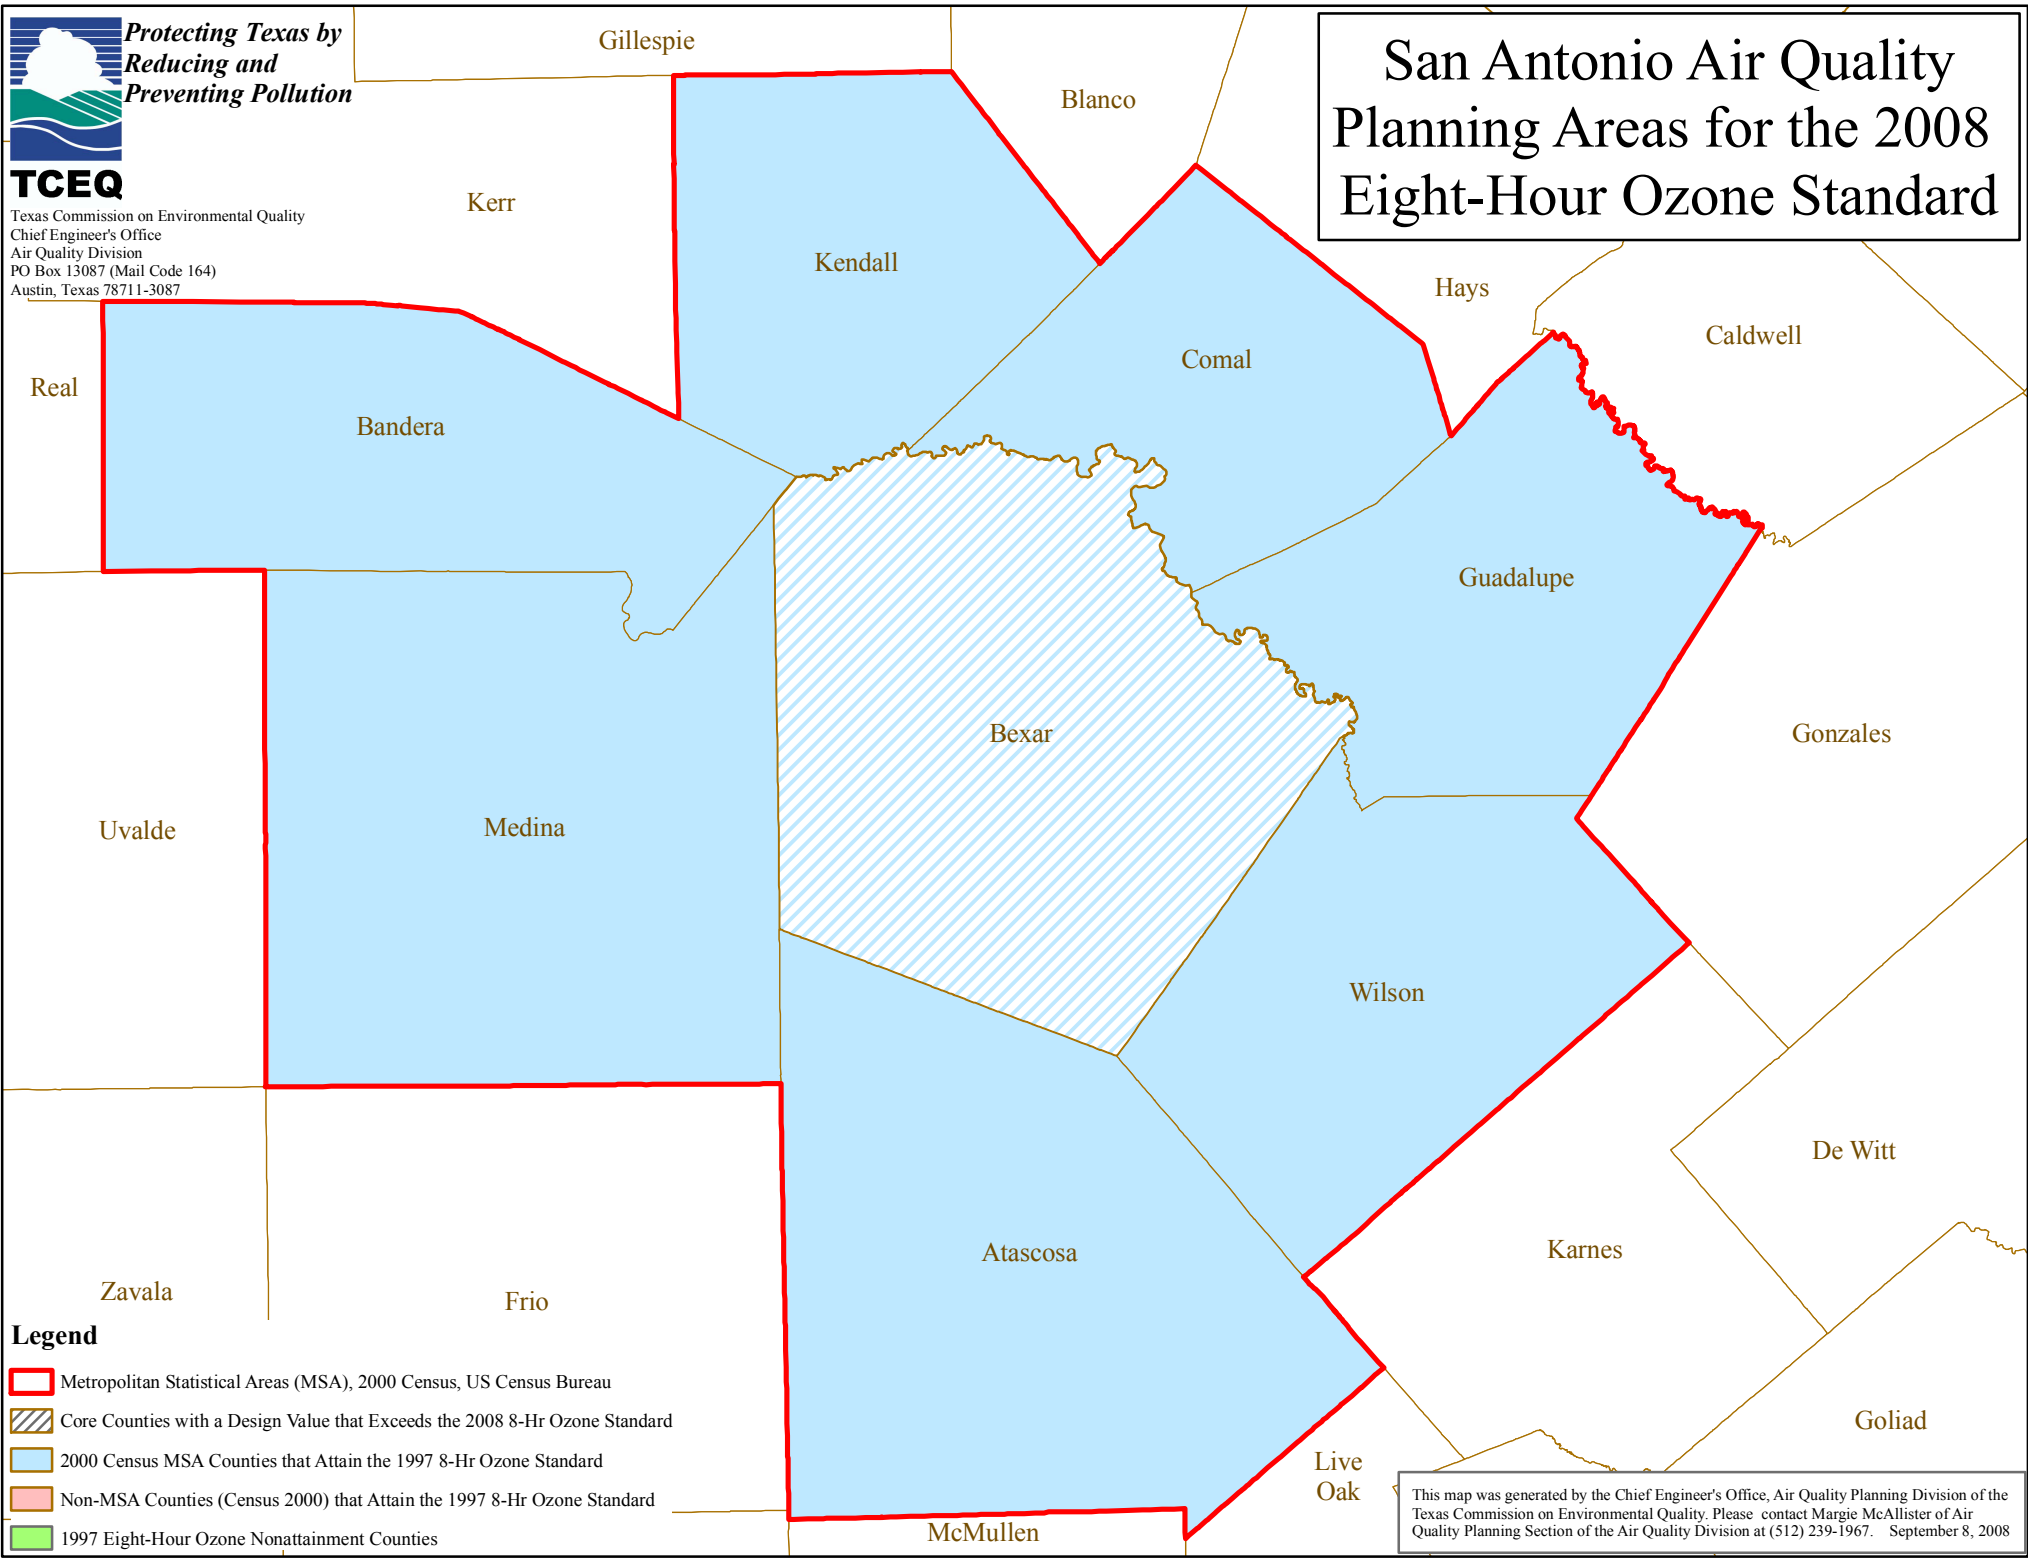 Protecting Texas by
Reducing and
Preventing Pollution
TCEQ
Texas Commission on Environmental Quality
Chief Engineer's Office
Air Quality Division
PO Box 13087 (Mail Code 164)
Austin, Texas 78711-3087
San Antonio Air Quality
Planning Areas for the 2008
Eight-Hour Ozone Standard
Gillespie
Blanco
Kerr
Kendall
Hays
Caldwell
Comal
Real
Bandera
Guadalupe
Bexar
Gonzales
Uvalde
Medina
Wilson
De Witt
Atascosa
Karnes
Zavala
Frio
Goliad
Live
Oak
McMullen
Legend
Metropolitan Statistical Areas (MSA), 2000 Census, US Census Bureau
Core Counties with a Design Value that Exceeds the 2008 8-Hr Ozone Standard
2000 Census MSA Counties that Attain the 1997 8-Hr Ozone Standard
Non-MSA Counties (Census 2000) that Attain the 1997 8-Hr Ozone Standard
1997 Eight-Hour Ozone Nonattainment Counties
This map was generated by the Chief Engineer's Office, Air Quality Planning Division of the
Texas Commission on Environmental Quality. Please contact Margie McAllister of Air
Quality Planning Section of the Air Quality Division at (512) 239-1967. September 8, 2008